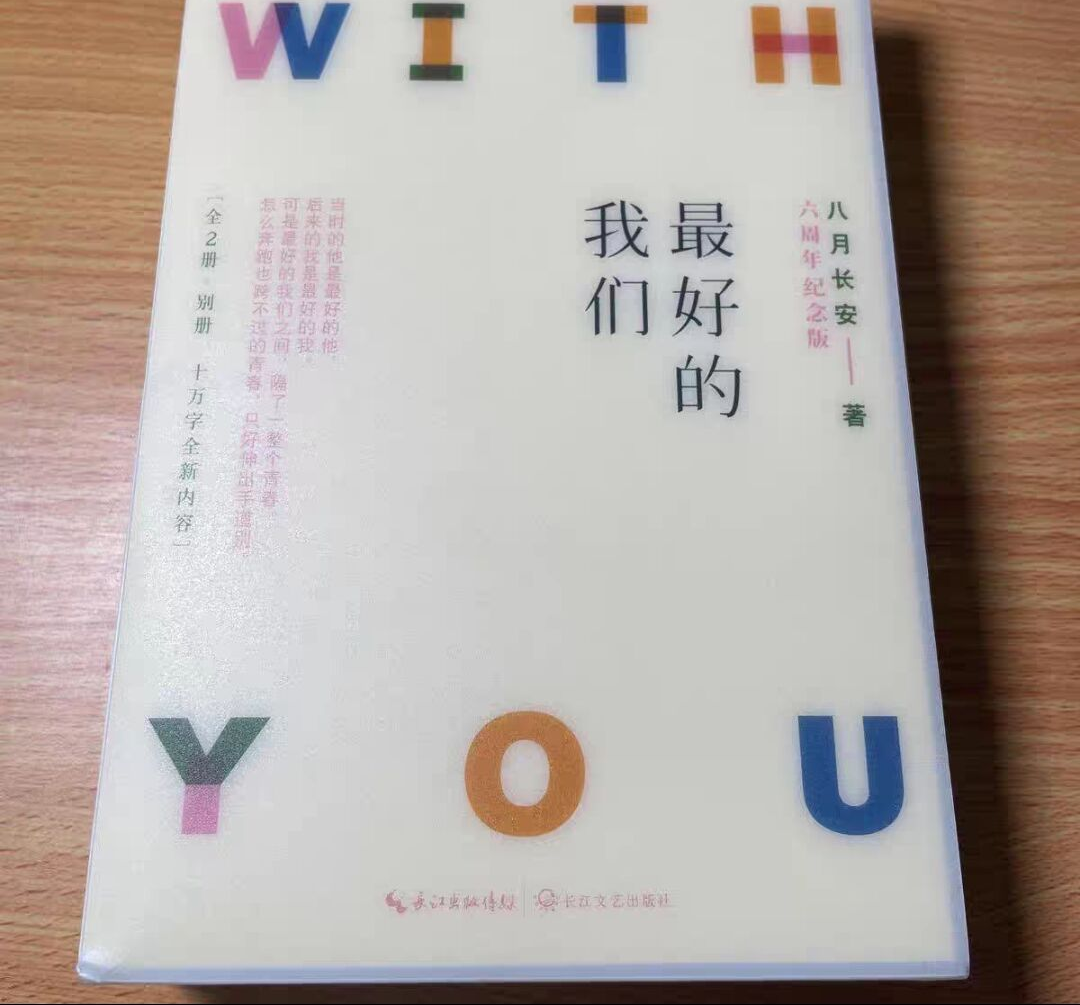 WITH
八月长安——著
六周年纪念版
最好的
我们
当时的他是最好的他。
后来的我是最好的我。
可是最好的我们之间，隔了一整个青春。
怎么奔跑也跨不过的青春，只好伸出手道别。
［全2册·别册 十万字全新内容］
YOU
长江出版传媒 长江文艺出版社